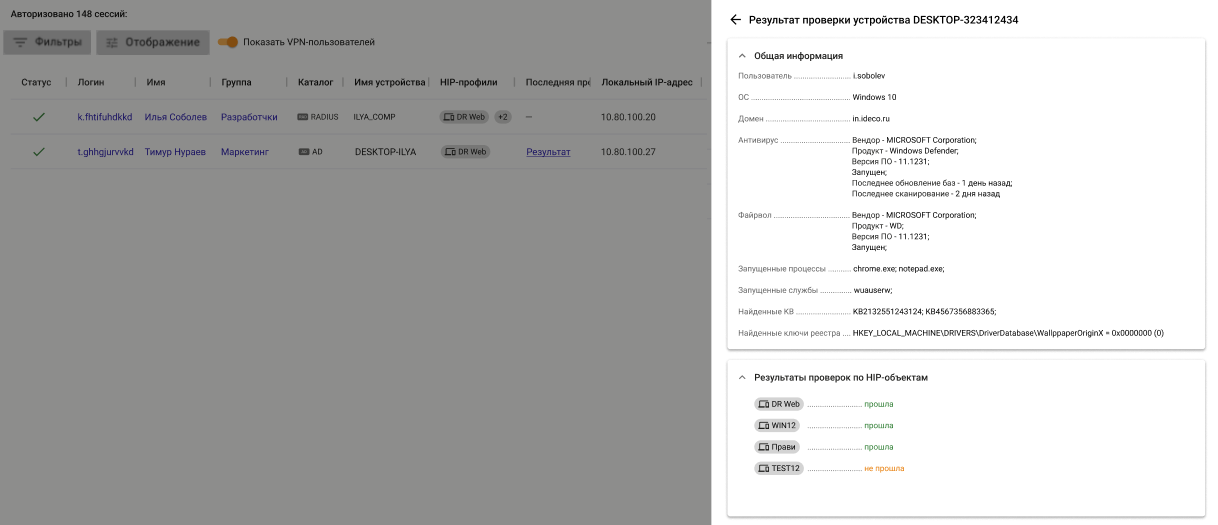 Авторизовано 148 сессий:
Фильтры Отображение Показать VPN-пользователей
Статус Логин Имя Группа Каталог Имя устройства HIP-профили Последняя пр Локальный IP-адрес
k.fhtifuhdkkd Илья Соболев Разработчки RADIUS ILYA_COMP DR Web +2 — 10.80.100.20
t.ghhgjurvvkd Тимур Нураев Маркетинг AD DESKTOP-ILYA DR Web Результат 10.80.100.27
Результат проверки устройства DESKTOP-323412434
Общая информация
Пользователь ........................... i.sobolev
ОС ................................................ Windows 10
Домен ......................................... in.ideco.ru
Антивирус .................................. Вендор - MICROSOFT Corporation;
Продукт - Windows Defender;
Версия ПО - 11.1231;
Запущен;
Последнее обновление баз - 1 день назад;
Последнее сканирование - 2 дня назад
Файрвол ..................................... Вендор - MICROSOFT Corporation;
Продукт - WD;
Версия ПО - 11.1231;
Запущен;
Запущенные процессы ........... chrome.exe; notepad.exe;
Запущенные службы ............... wuauserw;
Найденные KB .......................... KB2132551243124; KB4567356883365;
Найденные ключи реестра .... HKEY_LOCAL_MACHINE\DRIVERS\DriverDatabase\WallppaperOriginX = 0x0000000 (0)
Результаты проверок по HIP-объектам
DR Web .......................... прошла
WIN12 .......................... прошла
Прави .......................... прошла
TEST12 .......................... не прошла